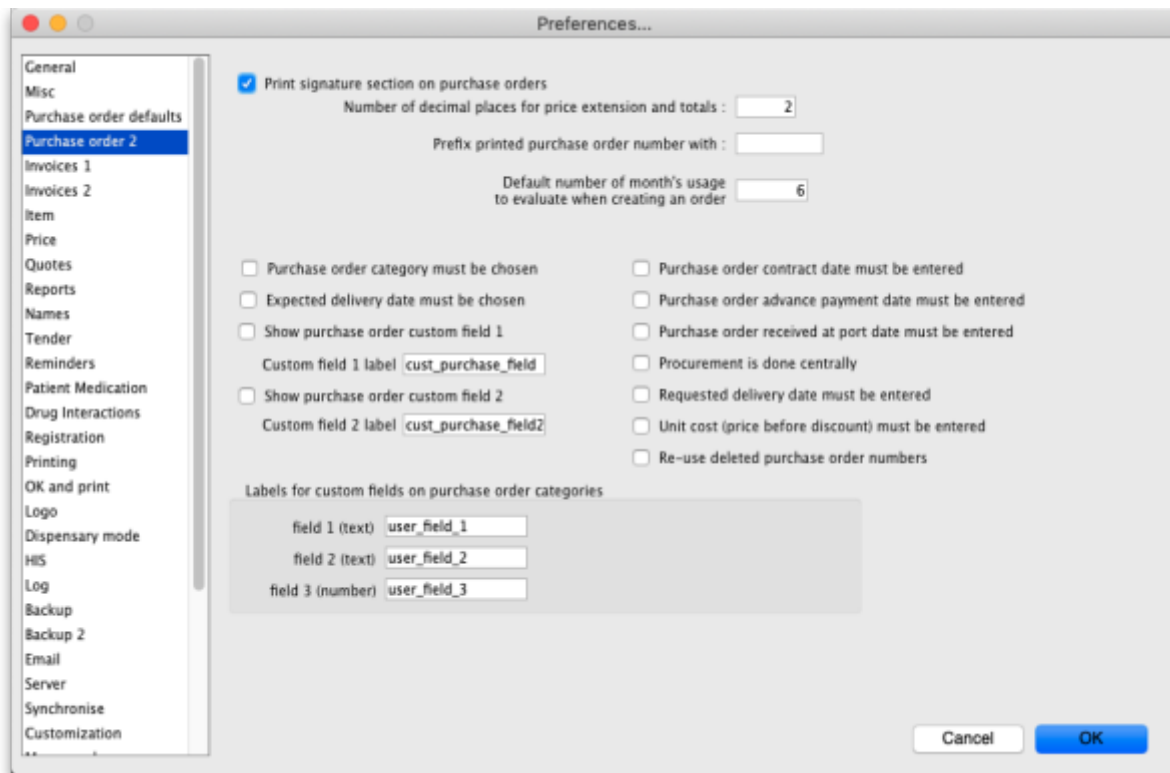 Preferences...
General
Misc
Purchase order defaults
Purchase order 2
Invoices 1
Invoices 2
Item
Price
Quotes
Reports
Names
Tender
Reminders
Patient Medication
Drug Interactions
Registration
Printing
OK and print
Logo
Dispensary mode
HIS
Log
Backup
Backup 2
Email
Server
Synchronise
Customization
Print signature section on purchase orders
Number of decimal places for price extension and totals : 2
Prefix printed purchase order number with :
Default number of month's usage
to evaluate when creating an order 6
Purchase order category must be chosen
Expected delivery date must be chosen
Show purchase order custom field 1
Custom field 1 label cust_purchase_field
Show purchase order custom field 2
Custom field 2 label cust_purchase_field2
Purchase order contract date must be entered
Purchase order advance payment date must be entered
Purchase order received at port date must be entered
Procurement is done centrally
Requested delivery date must be entered
Unit cost (price before discount) must be entered
Re-use deleted purchase order numbers
Labels for custom fields on purchase order categories
field 1 (text) user_field_1
field 2 (text) user_field_2
field 3 (number) user_field_3
Cancel OK